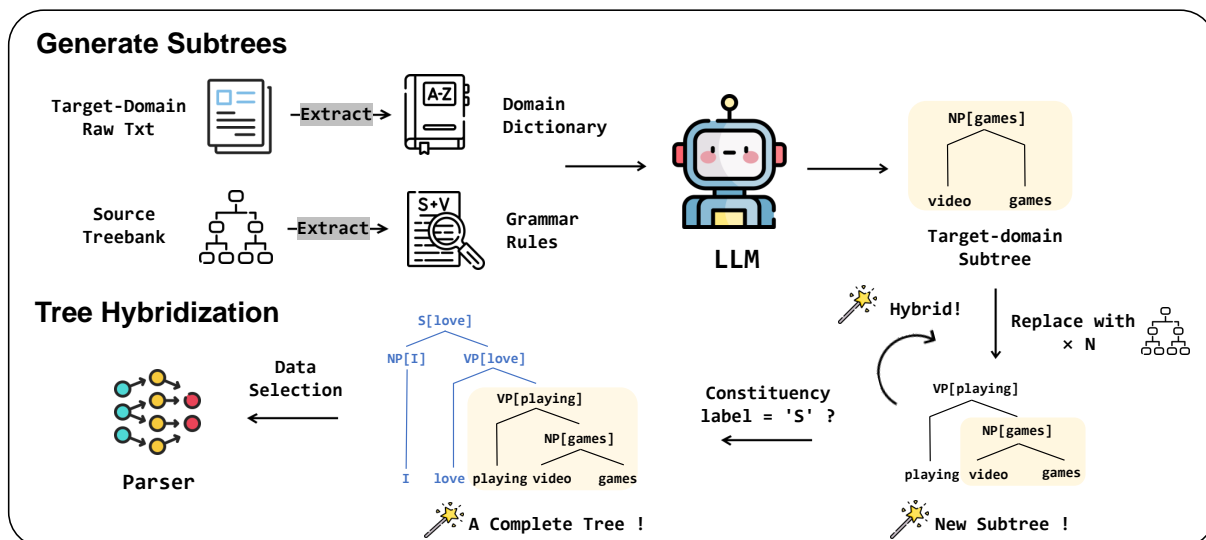 Generate Subtrees
Target-Domain
Raw Txt
Extract
A-Z
Domain
Dictionary
Source
Treebank
Extract
S+V
Grammar
Rules
LLM
NP[games]
video games
Target-domain
Subtree
Tree Hybridization
Hybrid!
Replace with
× N
VP[playing]
NP[games]
playing video games
New Subtree !
Constituency
label = 'S' ?
S[love]
NP[I] VP[love]
VP[playing]
NP[games]
I love playing video games
A Complete Tree !
Data
Selection
Parser